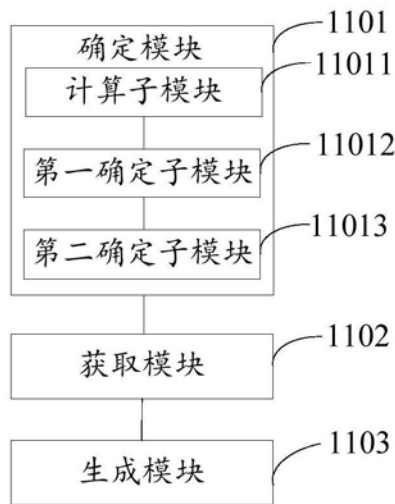 确定模块
1101
计算子模块
11011
第一确定子模块
11012
第二确定子模块
11013
获取模块
1102
生成模块
1103